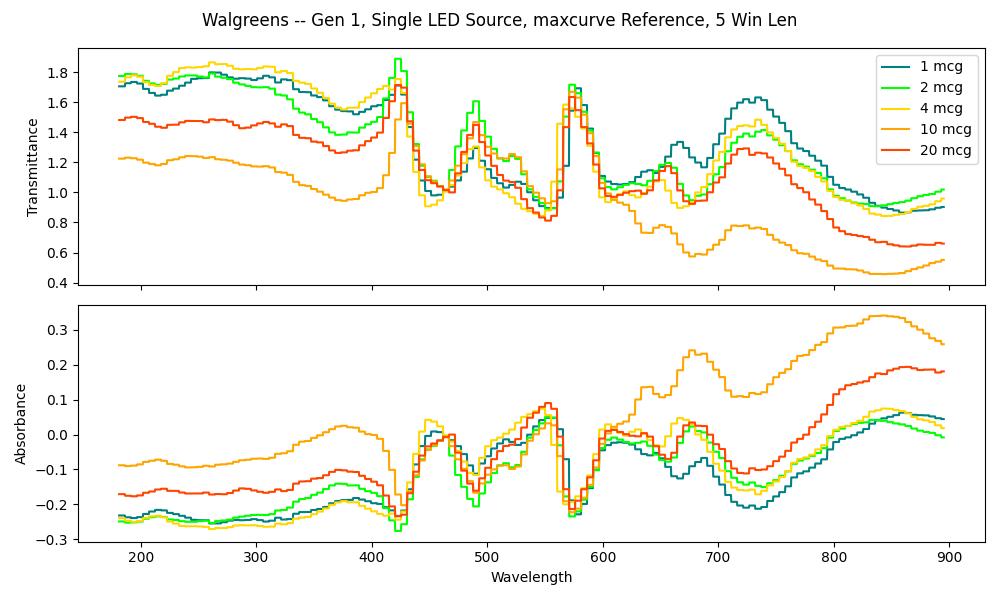 Walgreens -- Gen 1, Single LED Source, maxcurve Reference, 5 Win Len
1 mcg
2 mcg
4 mcg
10 mcg
20 mcg
Transmittance
1.8
1.6
1.4
1.2
1.0
0.8
0.6
0.4
Absorbance
0.3
0.2
0.1
0.0
−0.1
−0.2
−0.3
200 300 400 500 600 700 800 900
Wavelength